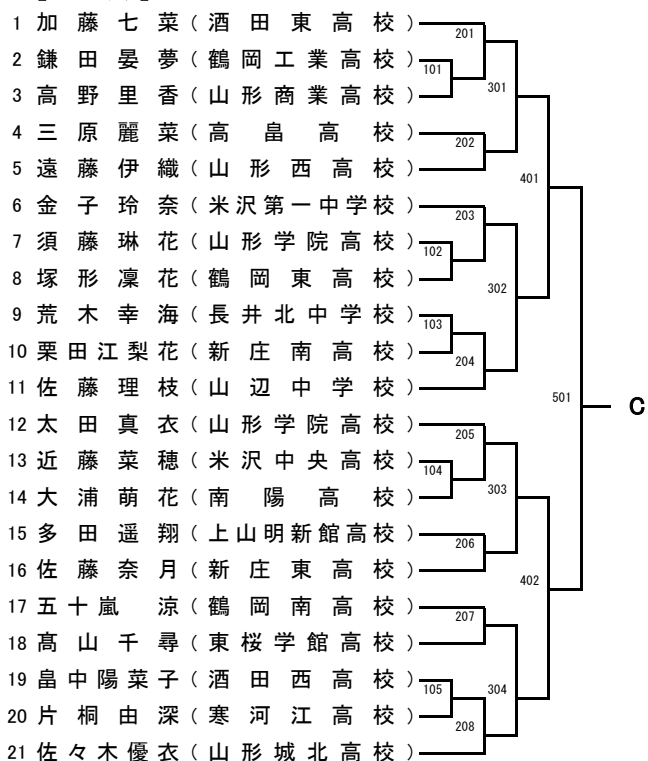 1 加藤七菜（酒田東高校）
2 鎌田晏夢（鶴岡工業高校）
3 高野里香（山形商業高校）
4 三原麗菜（高畠高校）
5 遠藤伊織（山形西高校）
6 金子玲奈（米沢第一中学校）
7 須藤琳花（山形学院高校）
8 塚形凜花（鶴岡東高校）
9 荒木幸海（長井北中学校）
10 栗田江梨花（新庄南高校）
11 佐藤理枝（山辺中学校）
12 太田真衣（山形学院高校）
13 近藤菜穂（米沢中央高校）
14 大浦萌花（南陽高校）
15 多田遥翔（上山明新館高校）
16 佐藤奈月（新庄東高校）
17 五十嵐涼（鶴岡南高校）
18 髙山千尋（東桜学館高校）
19 畠中陽菜子（酒田西高校）
20 片桐由深（寒河江高校）
21 佐々木優衣（山形城北高校）
101
102
103
104
105
201
202
203
204
205
206
207
208
301
302
303
304
401
402
501
C